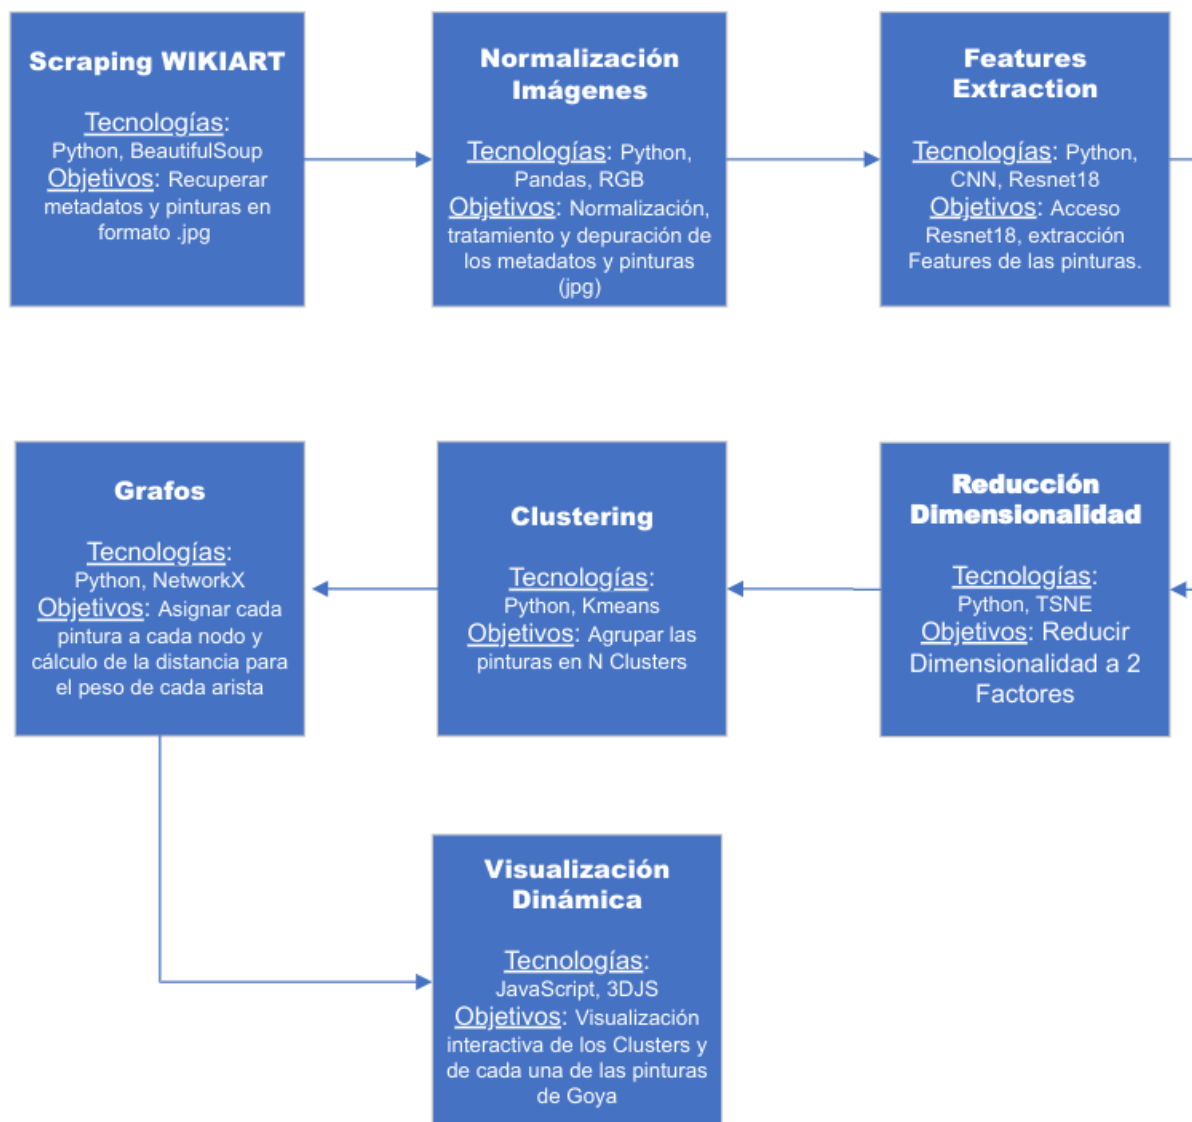 Scraping WIKIART
Tecnologías:
Python, BeautifulSoup
Objetivos: Recuperar
metadatos y pinturas en
formato .jpg
Normalización
Imágenes
Tecnologías: Python,
Pandas, RGB
Objetivos: Normalización,
tratamiento y depuración de
los metadatos y pinturas
(jpg)
Features
Extraction
Tecnologías: Python,
CNN, Resnet18
Objetivos: Acceso
Resnet18, extracción
Features de las pinturas.
Reducción
Dimensionalidad
Tecnologías:
Python, TSNE
Objetivos: Reducir
Dimensionalidad a 2
Factores
Clustering
Tecnologías:
Python, Kmeans
Objetivos: Agrupar las
pinturas en N Clusters
Grafos
Tecnologías:
Python, NetworkX
Objetivos: Asignar cada
pintura a cada nodo y
cálculo de la distancia para
el peso de cada arista
Visualización
Dinámica
Tecnologías:
JavaScript, 3DJS
Objetivos: Visualización
interactiva de los Clusters y
de cada una de las pinturas
de Goya